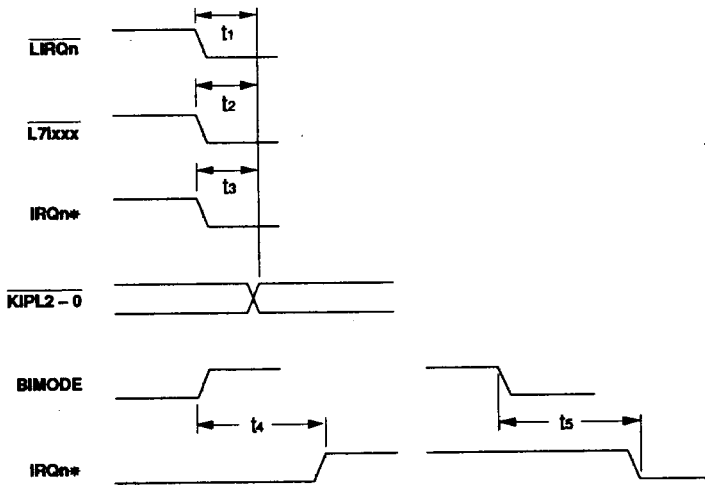 t1
LIRQn
t2
L7Ixxx
t3
IRQn*
KIPL2 – 0
BIMODE
t4
t5
IRQn*